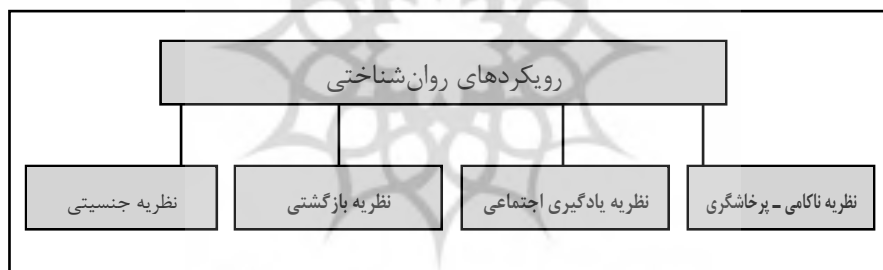 رویکردهای روان‌شناختی
نظریه ناکامی ـ پرخاشگری
نظریه یادگیری اجتماعی
نظریه بازگشتی
نظریه جنسیتی